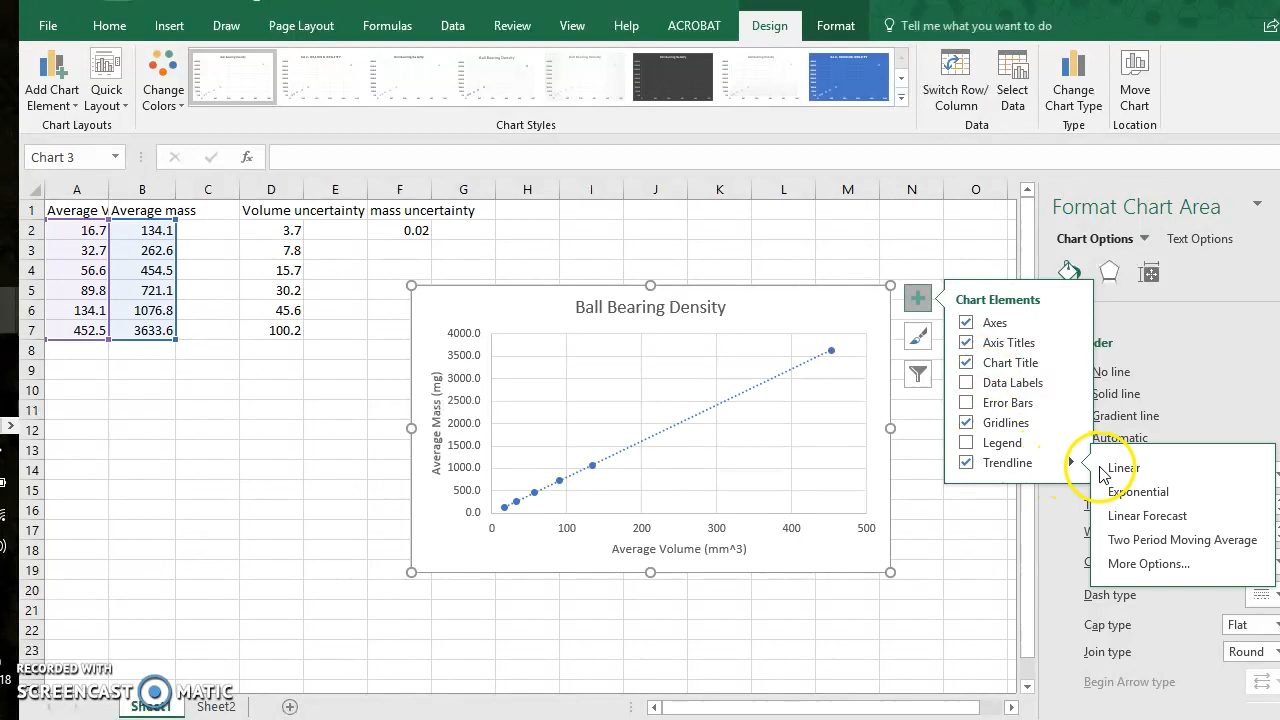 File Home Insert Draw Page Layout Formulas Data Review View Help ACROBAT Design Format Tell me what you want to do
Add Chart Element
Quick Layout
Change
Switch Row/ Column
Select Data
Change Chart Type
Move Chart
Chart Layouts Chart Styles Data Type Location
Chart 3 fx
A B C D E F G H I J K L M N O
1 Average V Average mass Volume uncertainty mass uncertainty
2 16.7 134.1 3.7 0.02
3 32.7 262.6 7.8
4 56.6 454.5 15.7
5 89.8 721.1 30.2
6 134.1 1076.8 45.6
7 452.5 3633.6 100.2
8
9
10
11
12
13
14
15
16
17
18
19
20
21
22
23
Ball Bearing Density
4000.0
3500.0
3000.0
2500.0
2000.0
1500.0
1000.0
500.0
0.0
0 100 200 300 400 500
Average Mass (mg)
Average Volume (mm^3)
Chart Elements
Axes
Axis Titles
Chart Title
Data Labels
Error Bars
Gridlines
Legend
Trendline
Linear
Exponential
Linear Forecast
Two Period Moving Average
More Options...
Format Chart Area
Chart Options Text Options
der
No line
Solid line
Gradient line
Automatic
Dash type
Cap type Flat
Join type Round
Begin Arrow type
RECORDED WITH
SCREENCAST MATIC
Sheet1 Sheet2
18